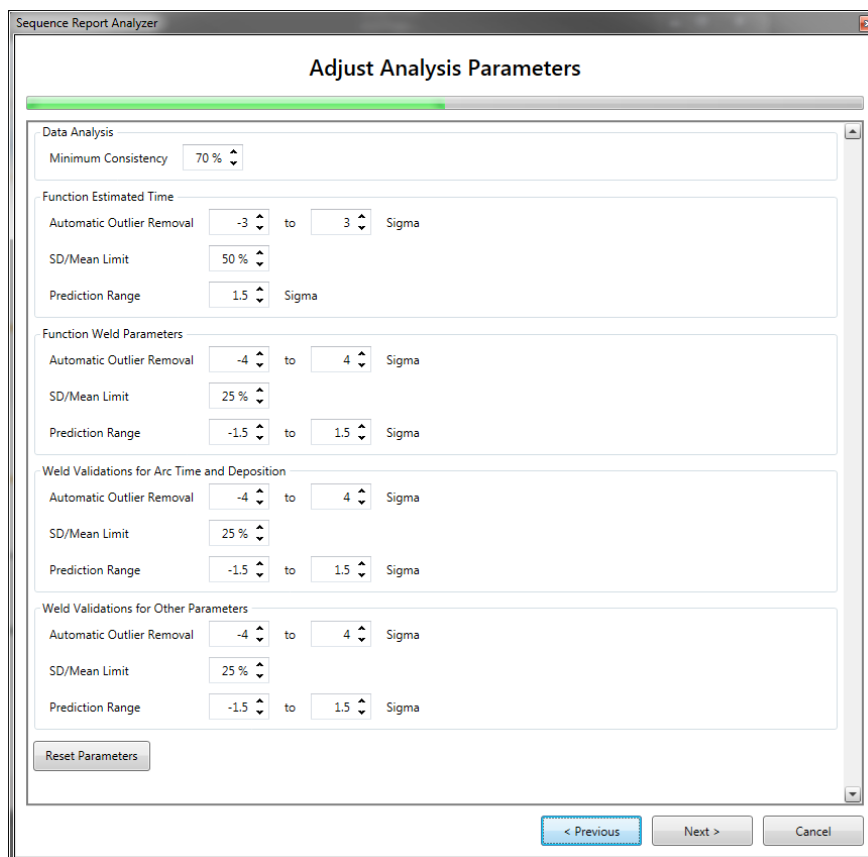 Sequence Report Analyzer
Adjust Analysis Parameters
Data Analysis
Minimum Consistency 70 %
Function Estimated Time
Automatic Outlier Removal -3 to 3 Sigma
SD/Mean Limit 50 %
Prediction Range 1.5 Sigma
Function Weld Parameters
Automatic Outlier Removal -4 to 4 Sigma
SD/Mean Limit 25 %
Prediction Range -1.5 to 1.5 Sigma
Weld Validations for Arc Time and Deposition
Automatic Outlier Removal -4 to 4 Sigma
SD/Mean Limit 25 %
Prediction Range -1.5 to 1.5 Sigma
Weld Validations for Other Parameters
Automatic Outlier Removal -4 to 4 Sigma
SD/Mean Limit 25 %
Prediction Range -1.5 to 1.5 Sigma
Reset Parameters
< Previous Next > Cancel